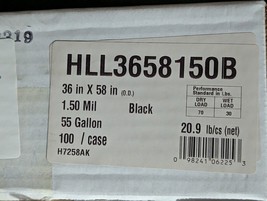 219
HLL3658150B
36 in X 58 in (O.D.)
1.50 Mil Black
55 Gallon
100 / case
H7258AK
Performance
Standard in Lbs.
DRY LOAD WET LOAD
70 30
20.9 lb/cs (net)
0 98241 06225 3